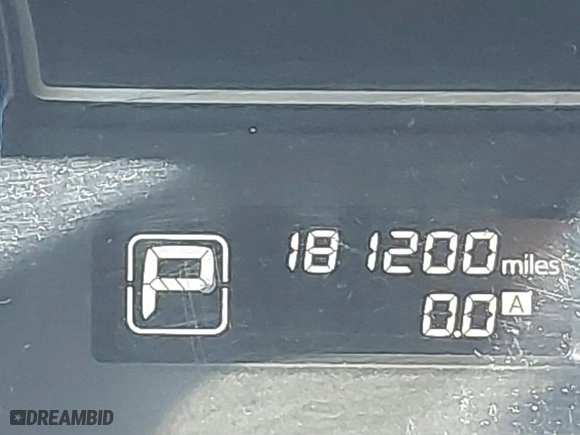 181200 miles
P
0.0 A
DREAMBID